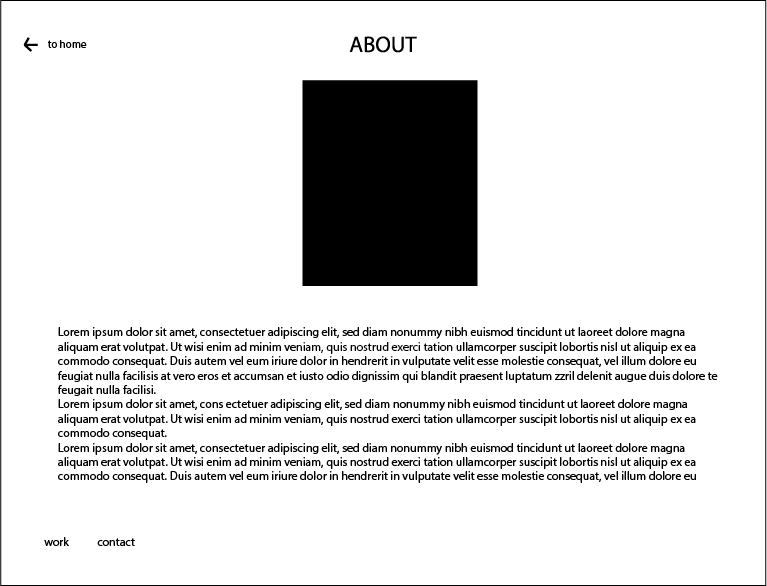 to home
ABOUT
Lorem ipsum dolor sit amet, consectetuer adipiscing elit, sed diam nonummy nibh euismod tincidunt ut laoreet dolore magna
aliquam erat volutpat. Ut wisi enim ad minim veniam, quis nostrud exerci tation ullamcorper suscipit lobortis nisl ut aliquip ex ea
commodo consequat. Duis autem vel eum iriure dolor in hendrerit in vulputate velit esse molestie consequat, vel illum dolore eu
feugiat nulla facilisis at vero eros et accumsan et iusto odio dignissim qui blandit praesent luptatum zzril delenit augue duis dolore te
feugait nulla facilisi.
Lorem ipsum dolor sit amet, cons ectetuer adipiscing elit, sed diam nonummy nibh euismod tincidunt ut laoreet dolore magna
aliquam erat volutpat. Ut wisi enim ad minim veniam, quis nostrud exerci tation ullamcorper suscipit lobortis nisl ut aliquip ex ea
commodo consequat.
Lorem ipsum dolor sit amet, consectetuer adipiscing elit, sed diam nonummy nibh euismod tincidunt ut laoreet dolore magna
aliquam erat volutpat. Ut wisi enim ad minim veniam, quis nostrud exerci tation ullamcorper suscipit lobortis nisl ut aliquip ex ea
commodo consequat. Duis autem vel eum iriure dolor in hendrerit in vulputate velit esse molestie consequat, vel illum dolore eu
work contact